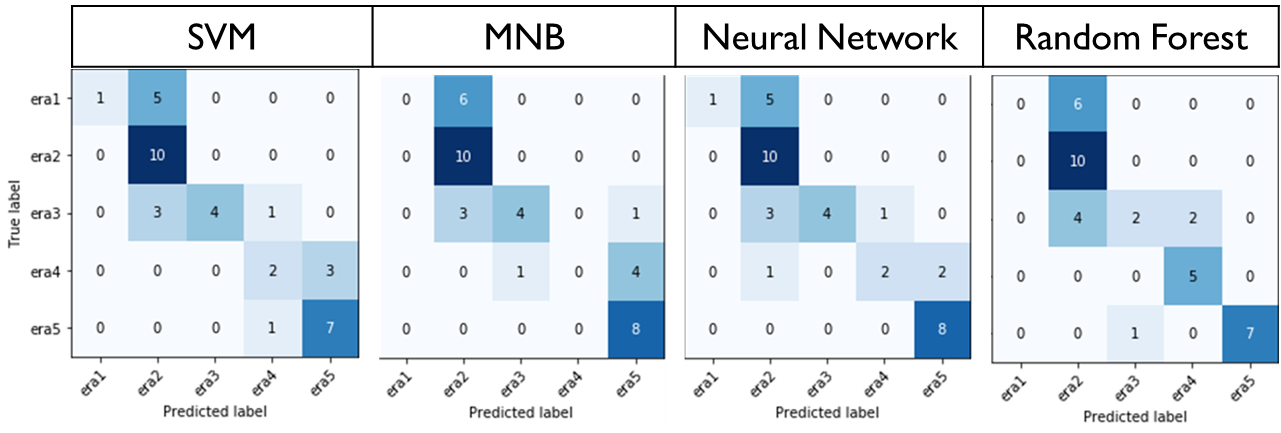 SVM MNB Neural Network Random Forest
True label
era1 1 5 0 0 0 0 6 0 0 0 1 5 0 0 0 0 6 0 0 0
era2 0 10 0 0 0 0 10 0 0 0 0 10 0 0 0 0 10 0 0 0
era3 0 3 4 1 0 0 3 4 0 1 0 3 4 1 0 0 4 2 2 0
era4 0 0 0 2 3 0 0 1 0 4 0 1 0 2 2 0 0 0 5 0
era5 0 0 0 1 7 0 0 0 0 8 0 0 0 0 8 0 0 1 0 7
era1 era2 era3 era4 era5 era1 era2 era3 era4 era5 era1 era2 era3 era4 era5 era1 era2 era3 era4 era5
Predicted label Predicted label Predicted label Predicted label